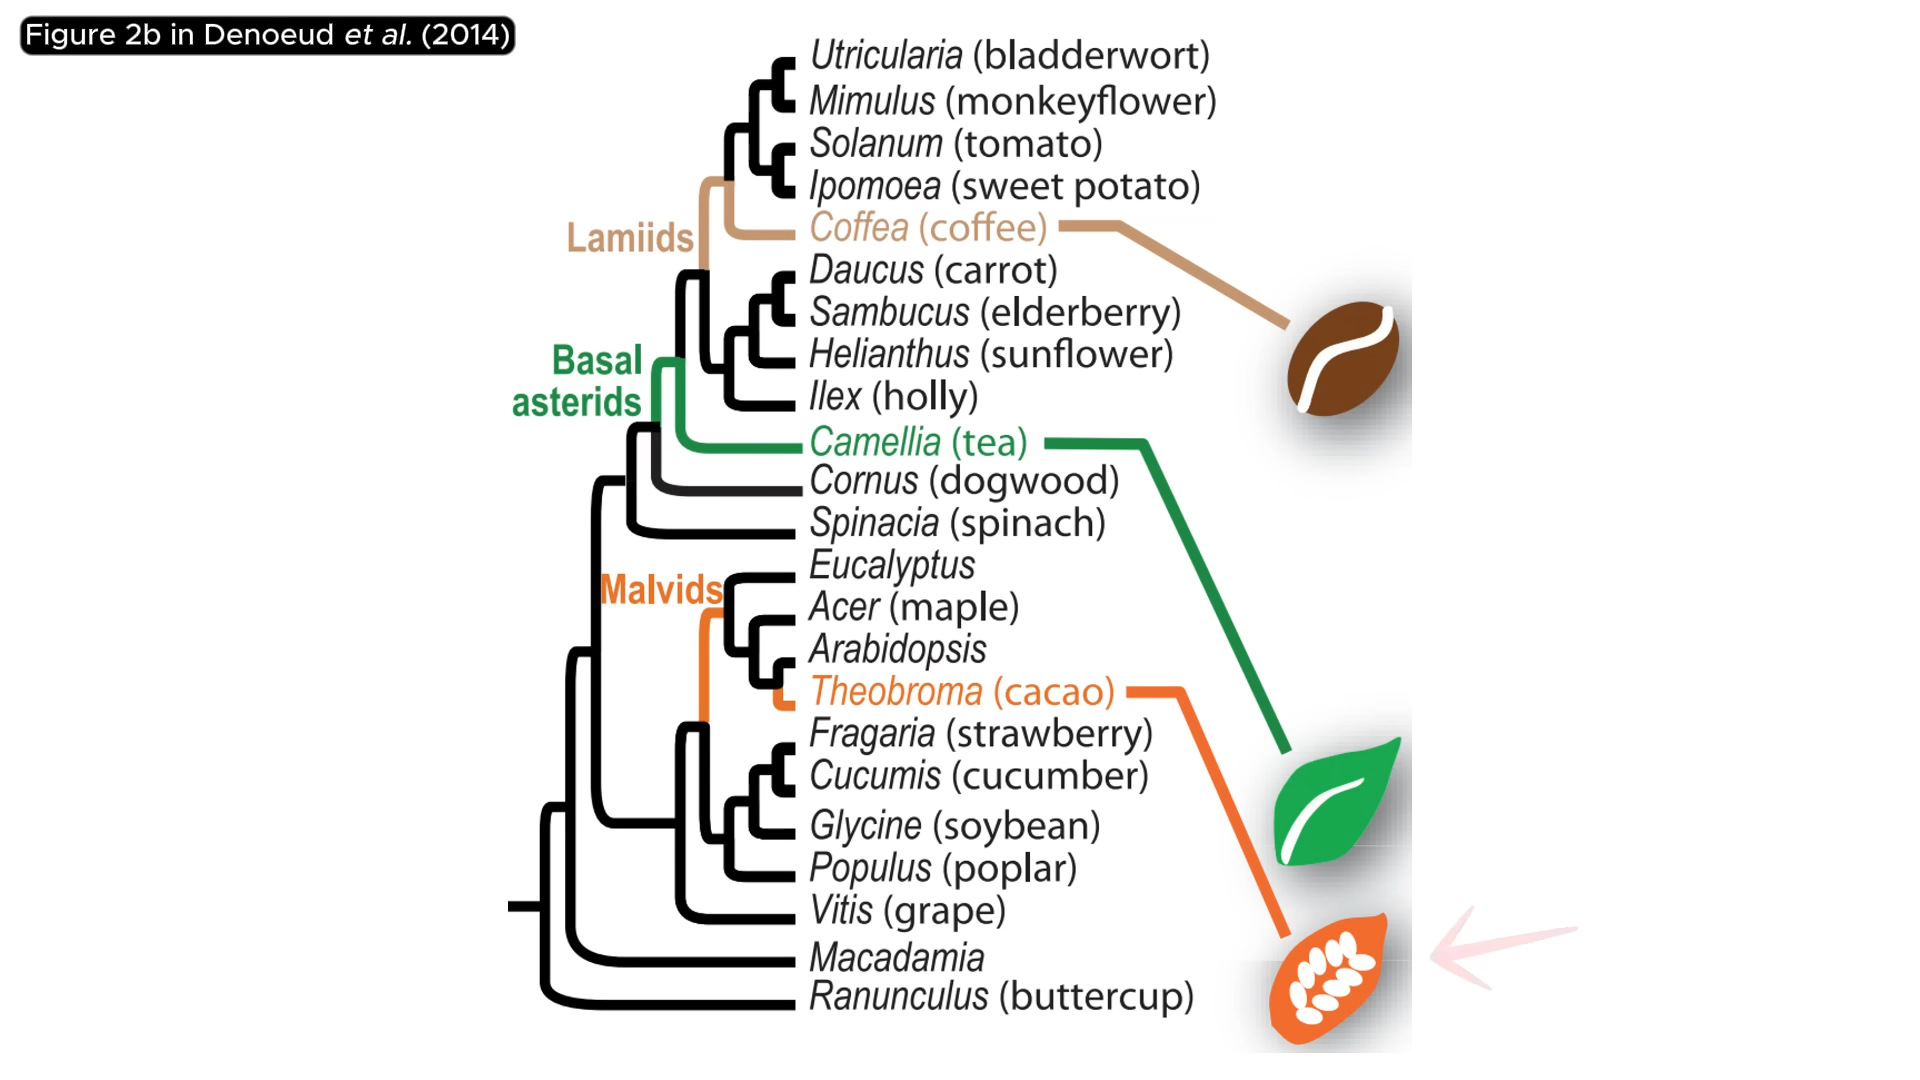 Figure 2b in Denoeud et al. (2014)
Utricularia (bladderwort)
Mimulus (monkeyflower)
Solanum (tomato)
Ipomoea (sweet potato)
Coffea (coffee)
Lamiids
Daucus (carrot)
Sambucus (elderberry)
Helianthus (sunflower)
Basal
asterids
Ilex (holly)
Camellia (tea)
Cornus (dogwood)
Spinacia (spinach)
Eucalyptus
Malvids
Acer (maple)
Arabidopsis
Theobroma (cacao)
Fragaria (strawberry)
Cucumis (cucumber)
Glycine (soybean)
Populus (poplar)
Vitis (grape)
Macadamia
Ranunculus (buttercup)